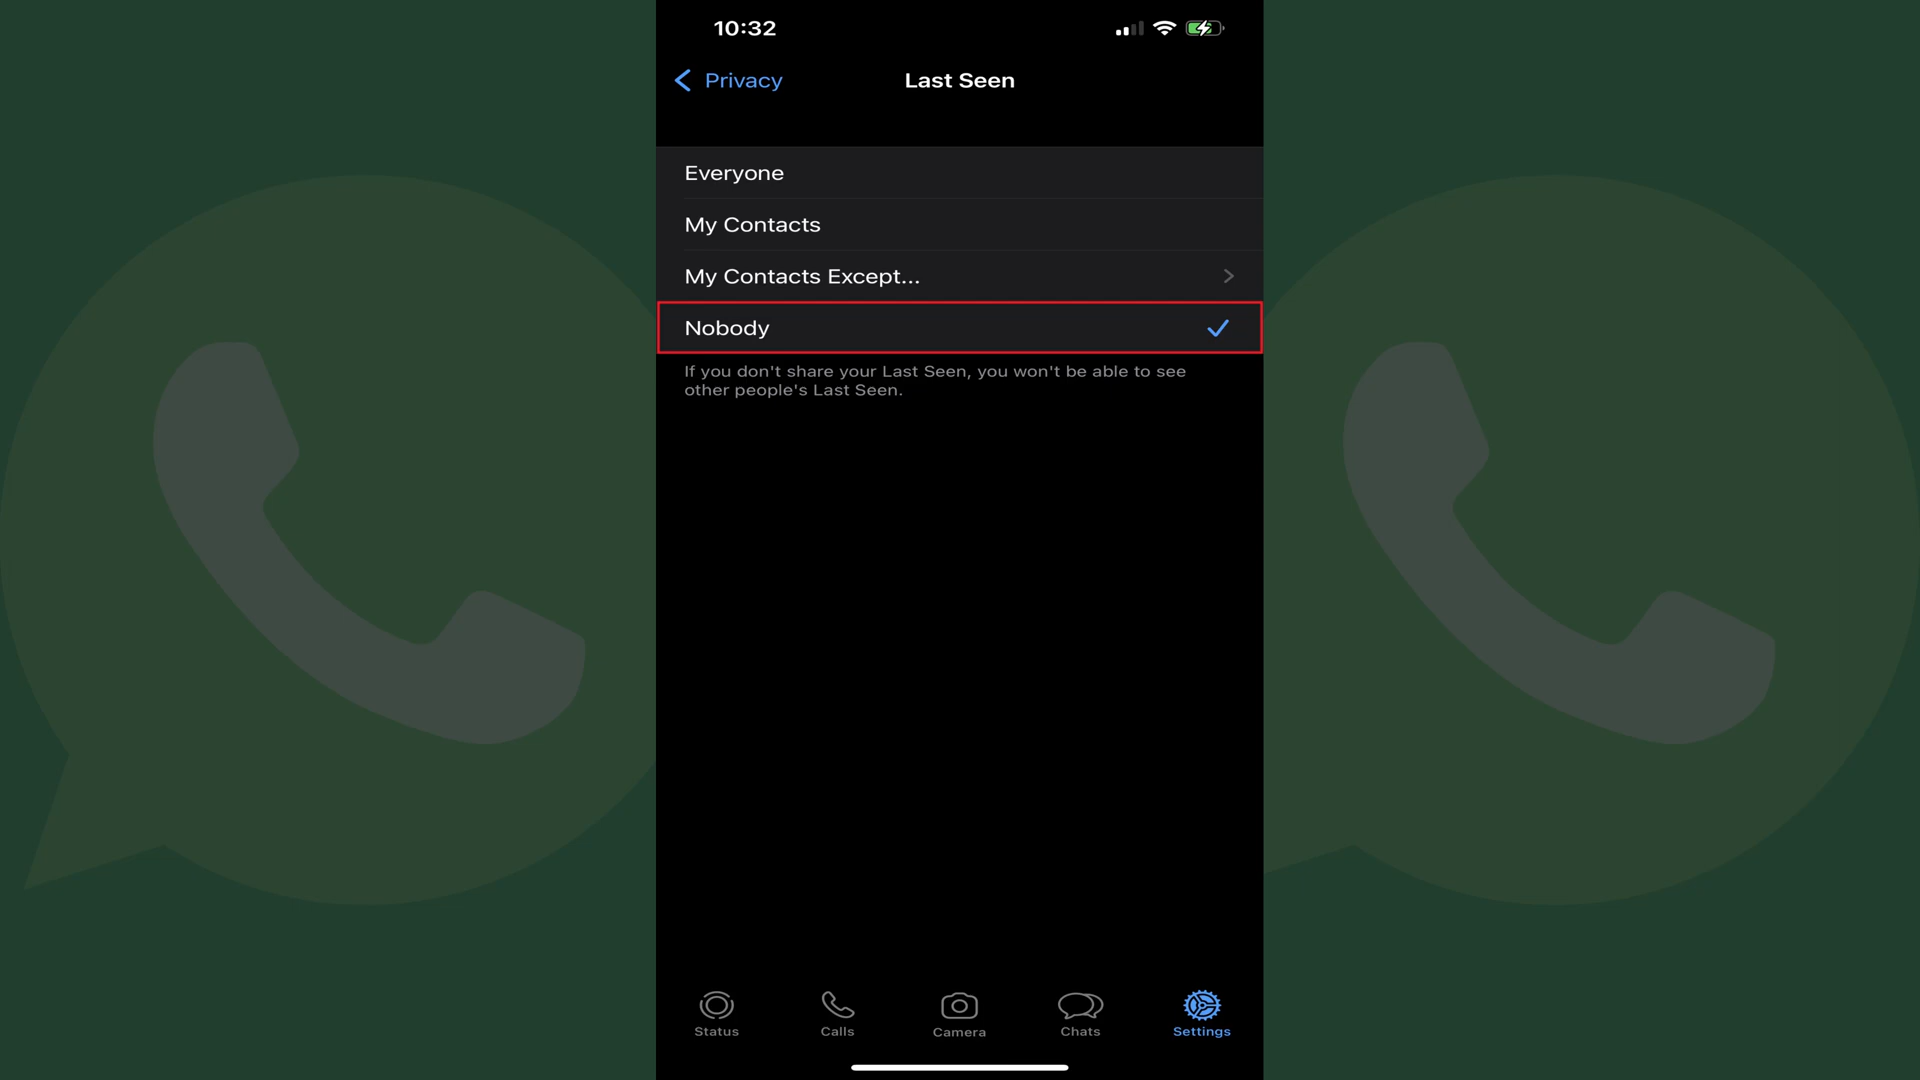 10:32
Privacy
Last Seen
Everyone
My Contacts
My Contacts Except...
Nobody
If you don't share your Last Seen, you won't be able to see
other people's Last Seen.
Status
Calls
Camera
Chats
Settings